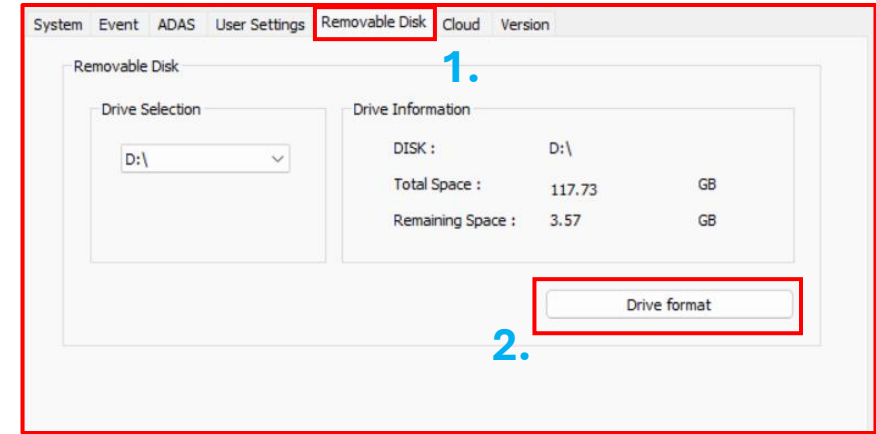 System Event ADAS User Settings Removable Disk Cloud Version
1.
Removable Disk
Drive Selection
D:\
Drive Information
DISK : D:\
Total Space : 117.73 GB
Remaining Space : 3.57 GB
Drive format
2.